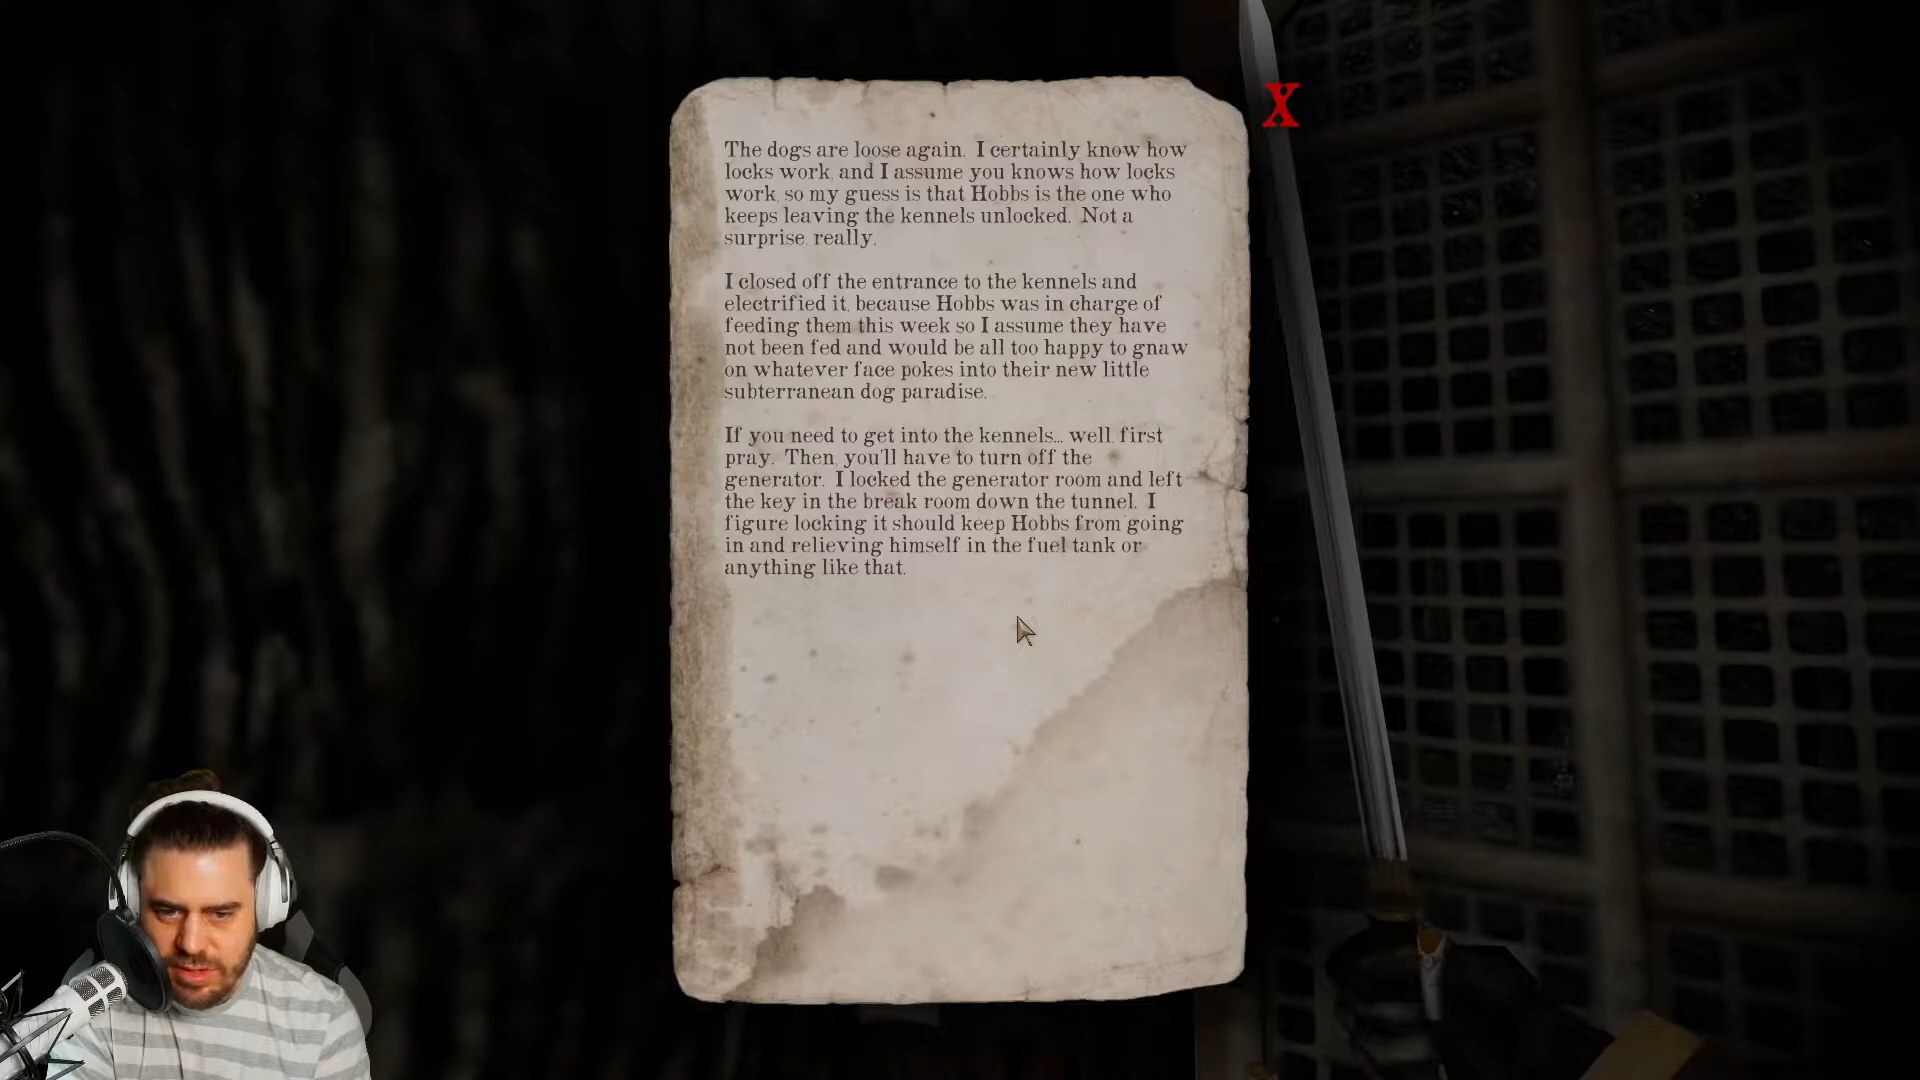 X
The dogs are loose again. I certainly know how
locks work, and I assume you knows how locks
work, so my guess is that Hobbs is the one who
keeps leaving the kennels unlocked. Not a
surprise, really.
I closed off the entrance to the kennels and
electrified it, because Hobbs was in charge of
feeding them this week so I assume they have
not been fed and would be all too happy to gnaw
on whatever face pokes into their new little
subterranean dog paradise.
If you need to get into the kennels... well, first
pray. Then, you'll have to turn off the
generator. I locked the generator room and left
the key in the break room down the tunnel. I
figure locking it should keep Hobbs from going
in and relieving himself in the fuel tank or
anything like that.